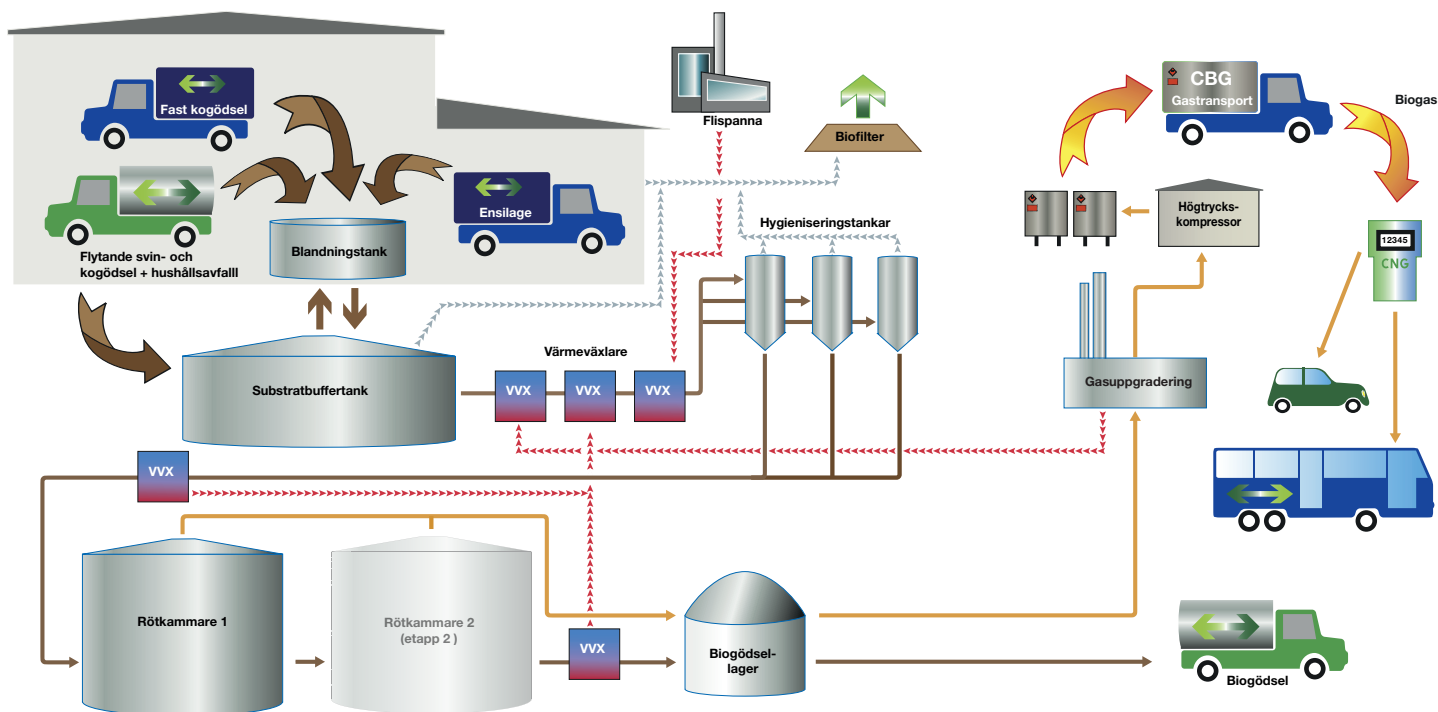 Fast kogödsel
Flytande svin- och
kogödsel + hushållsavfalll
Ensilage
Blandningstank
Flispanna
Biofilter
Hygieniseringstankar
CBG
Gastransport
Biogas
Högtrycks-
kompressor
12345
CNG
Substratbuffertank
Värmeväxlare
VVX
VVX
VVX
Gasuppgradering
VVX
Rötkammare 1
Rötkammare 2
(etapp 2 )
VVX
Biogödsel-
lager
Biogödsel